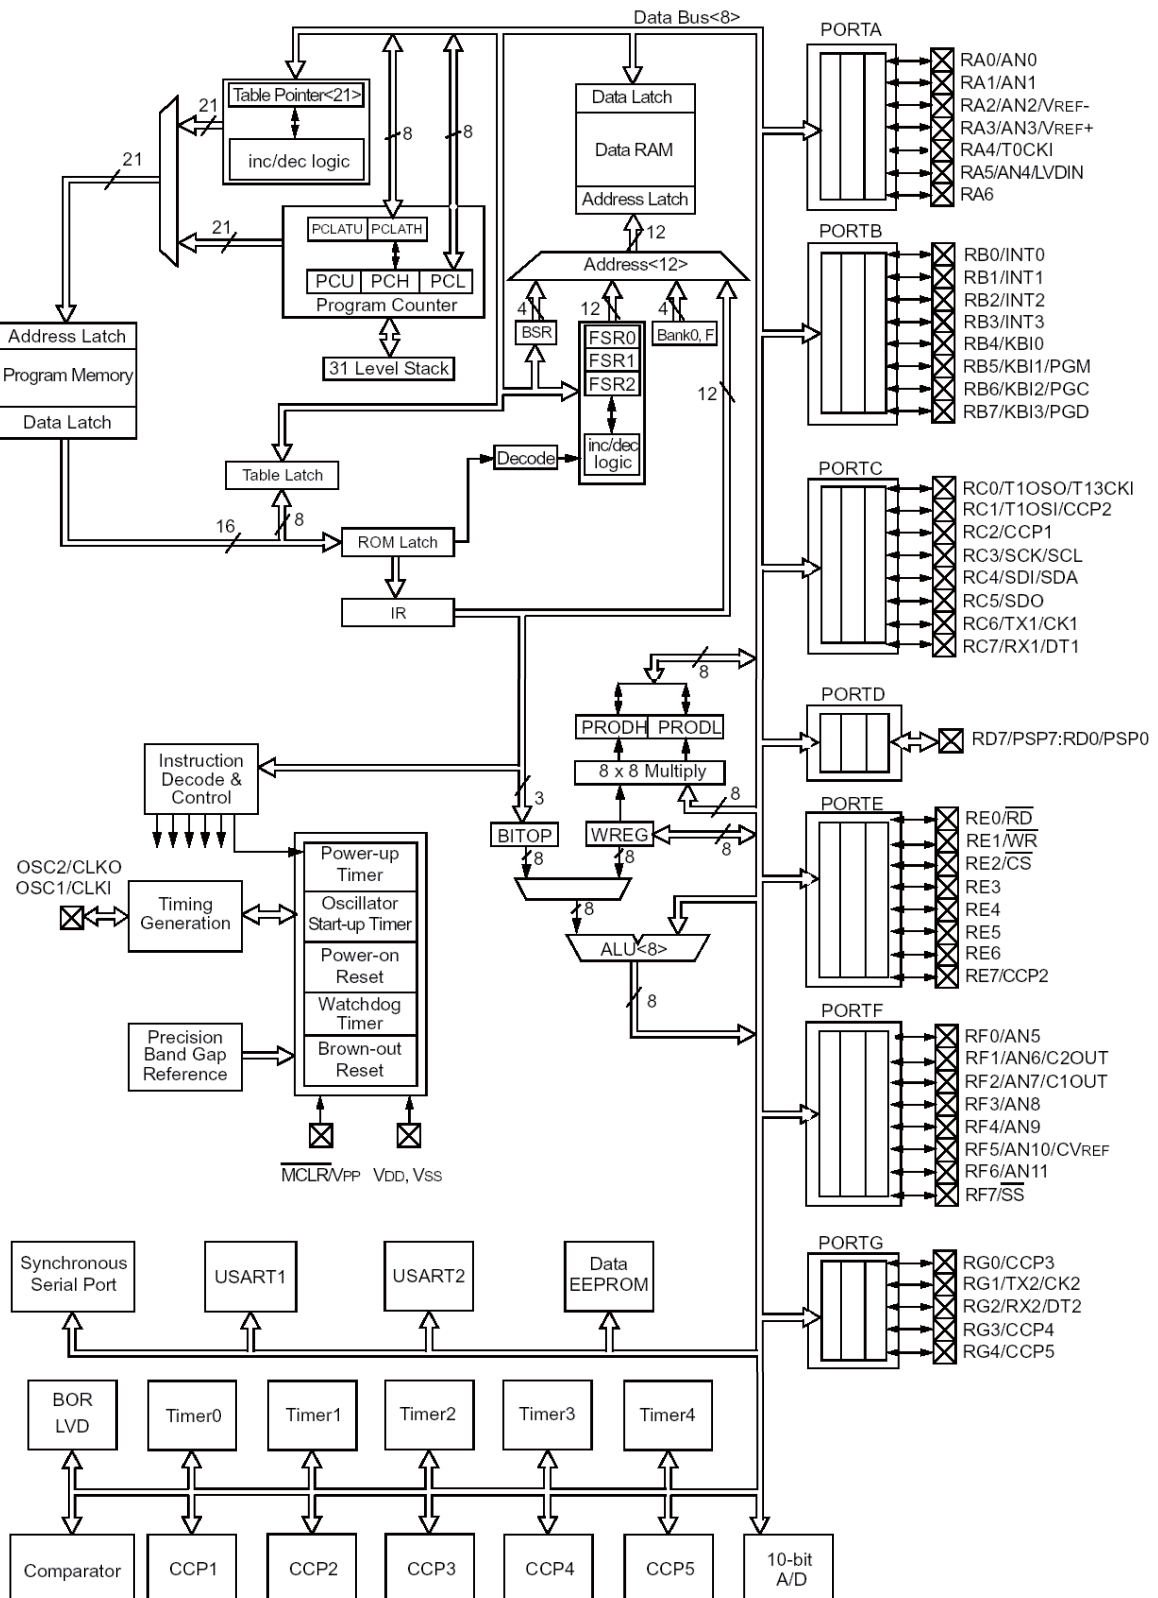 Data Bus<8>
PORTA
RA0/AN0
RA1/AN1
RA2/AN2/VREF-
RA3/AN3/VREF+
RA4/T0CKI
RA5/AN4/LVDIN
RA6
Table Pointer<21>
inc/dec logic
21
21
21
8
8
Data Latch
Data RAM
Address Latch
12
Address<12>
PCLATU
PCLATH
PCU
PCH
PCL
Program Counter
31 Level Stack
4
12
4
BSR
FSR0
FSR1
FSR2
Bank0, F
inc/dec
logic
12
Address Latch
Program Memory
Data Latch
PORTB
RB0/INT0
RB1/INT1
RB2/INT2
RB3/INT3
RB4/KBI0
RB5/KBI1/PGM
RB6/KBI2/PGC
RB7/KBI3/PGD
Table Latch
Decode
16
8
ROM Latch
IR
PORTC
RC0/T1OSO/T13CKI
RC1/T1OSI/CCP2
RC2/CCP1
RC3/SCK/SCL
RC4/SDI/SDA
RC5/SDO
RC6/TX1/CK1
RC7/RX1/DT1
8
PRODH
PRODL
8 x 8 Multiply
8
PORTD
RD7/PSP7:RD0/PSP0
Instruction
Decode &
Control
3
BITOP
WREG
8
8
8
8
ALU<8>
8
PORTE
RE0/RD
RE1/WR
RE2/CS
RE3
RE4
RE5
RE6
RE7/CCP2
OSC2/CLKO
OSC1/CLKI
Timing
Generation
Power-up
Timer
Oscillator
Start-up Timer
Power-on
Reset
Watchdog
Timer
Brown-out
Reset
Precision
Band Gap
Reference
MCLR/VPP
VDD, VSS
PORTF
RF0/AN5
RF1/AN6/C2OUT
RF2/AN7/C1OUT
RF3/AN8
RF4/AN9
RF5/AN10/CVREF
RF6/AN11
RF7/SS
PORTG
RG0/CCP3
RG1/TX2/CK2
RG2/RX2/DT2
RG3/CCP4
RG4/CCP5
Synchronous
Serial Port
USART1
USART2
Data
EEPROM
BOR
LVD
Timer0
Timer1
Timer2
Timer3
Timer4
Comparator
CCP1
CCP2
CCP3
CCP4
CCP5
10-bit
A/D